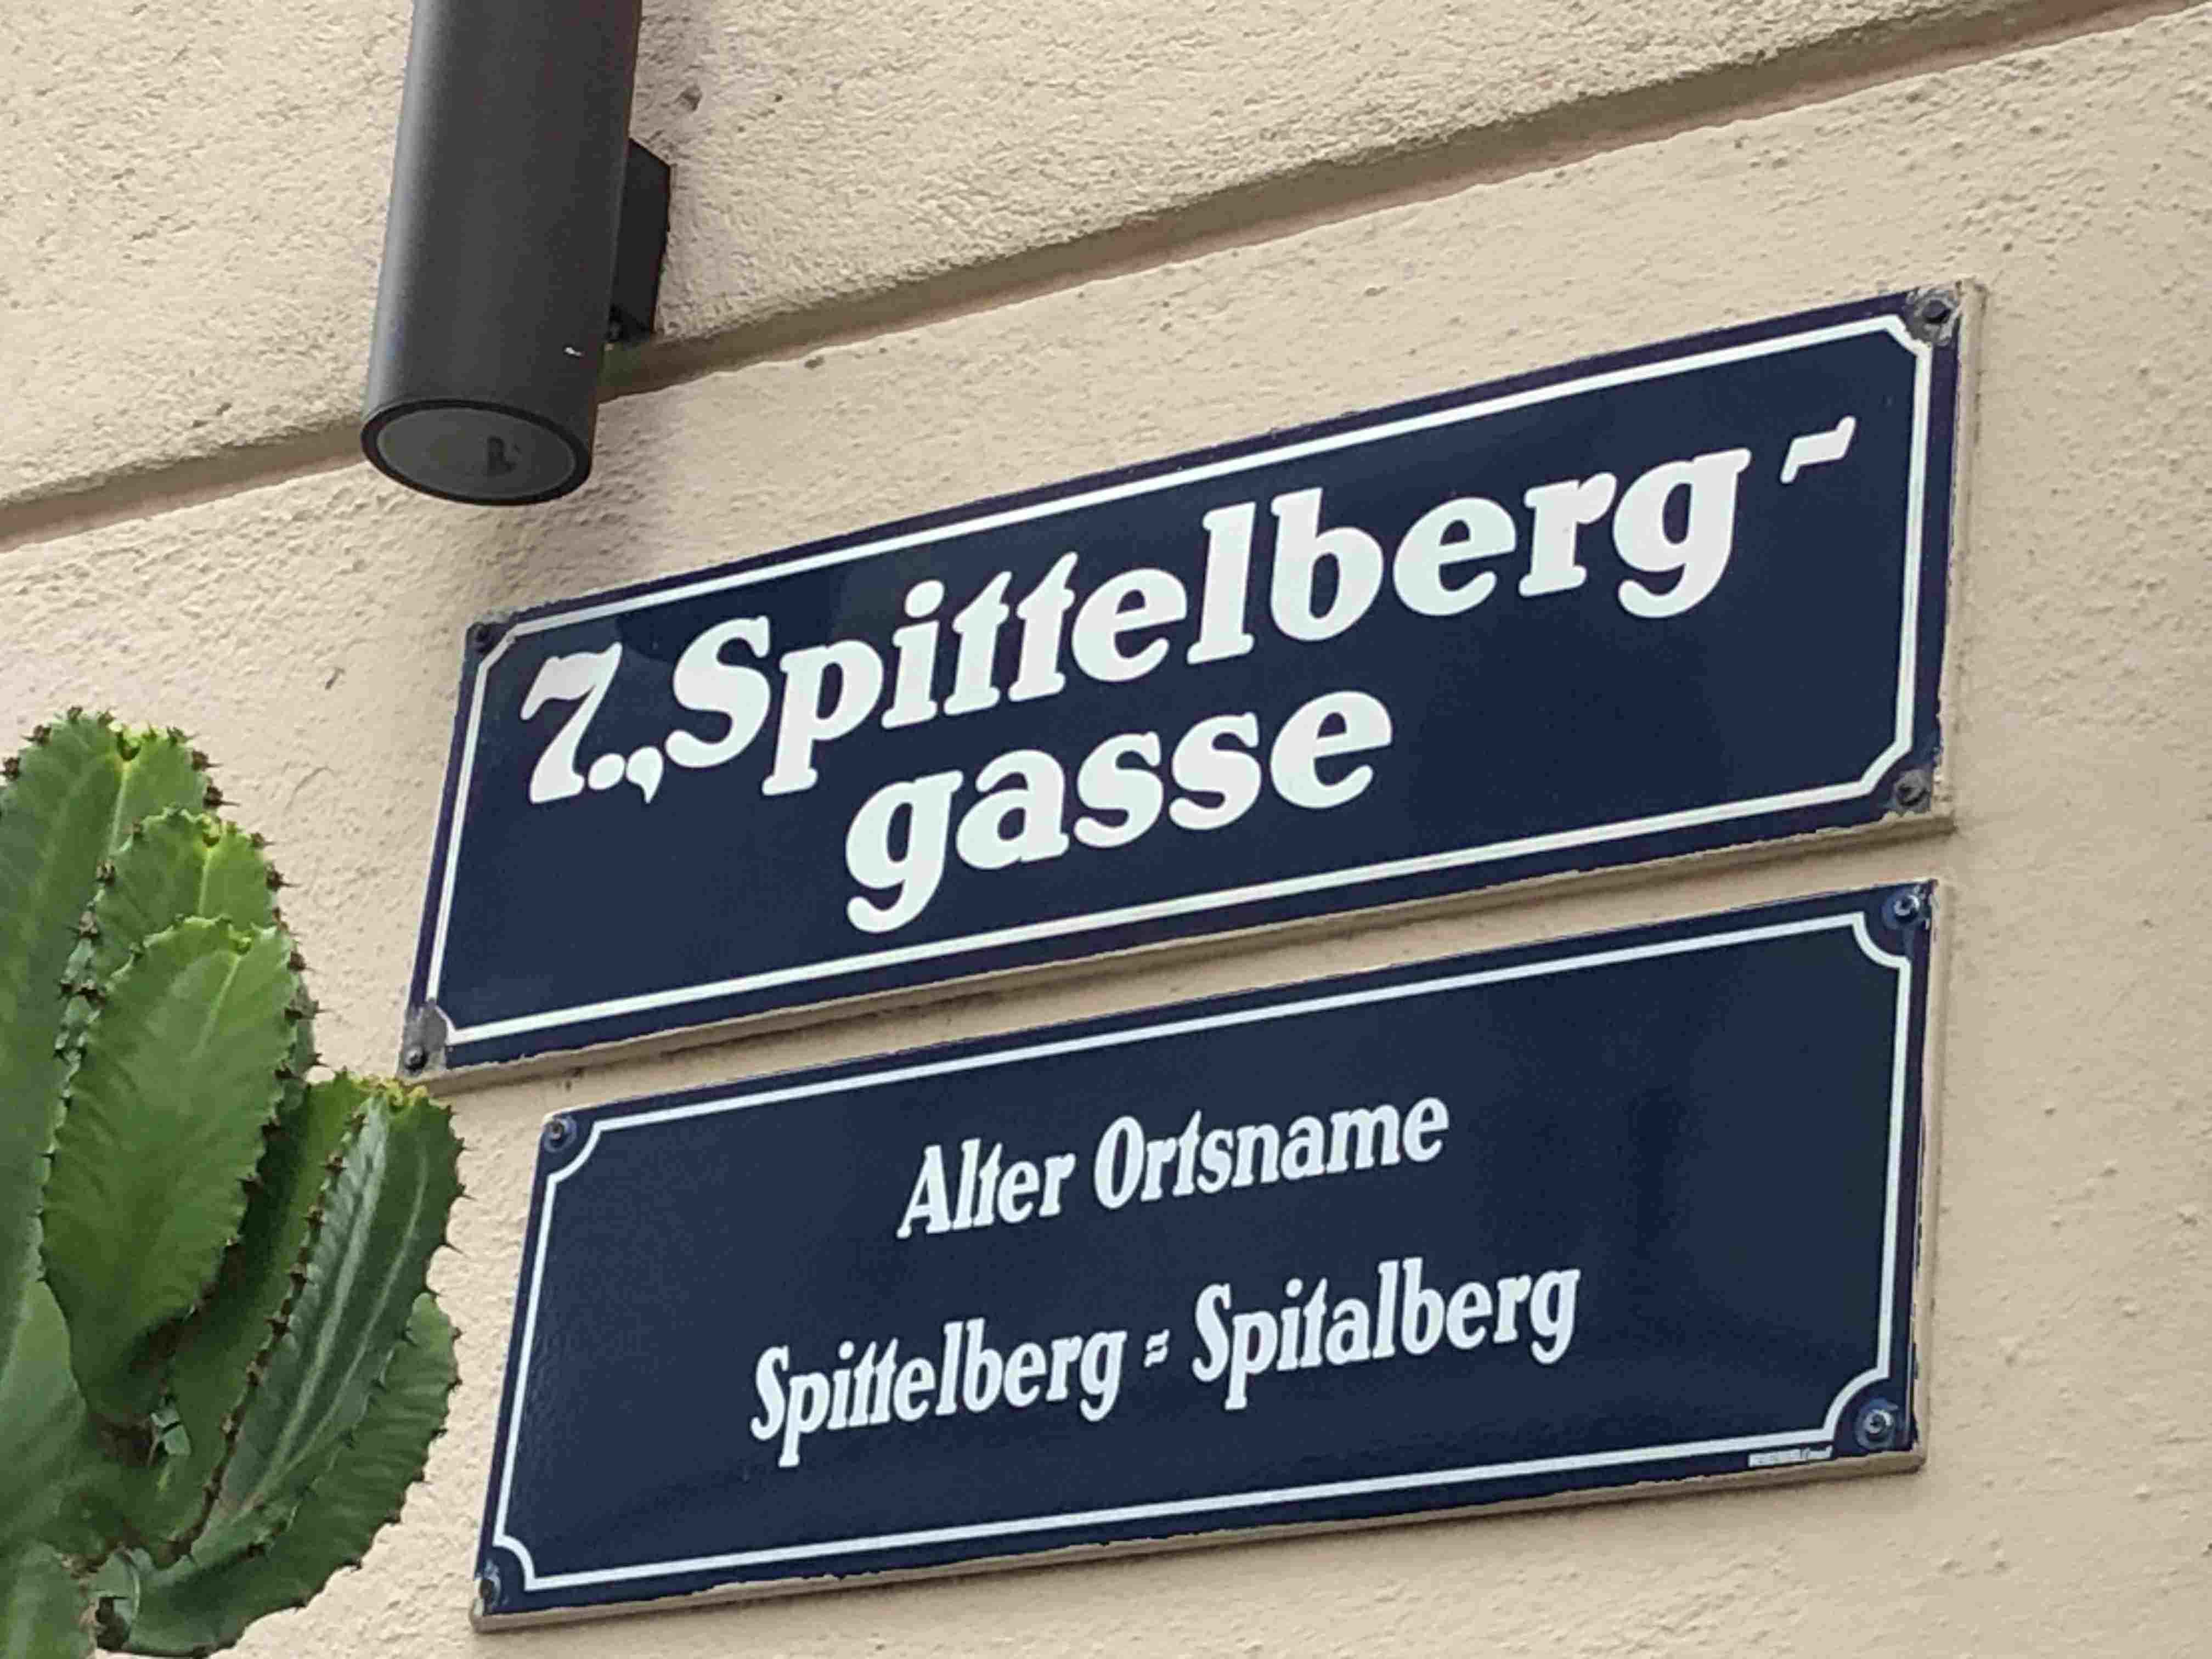 7., Spittelberg-
gasse
Alter Ortsname
Spittelberg = Spitalberg